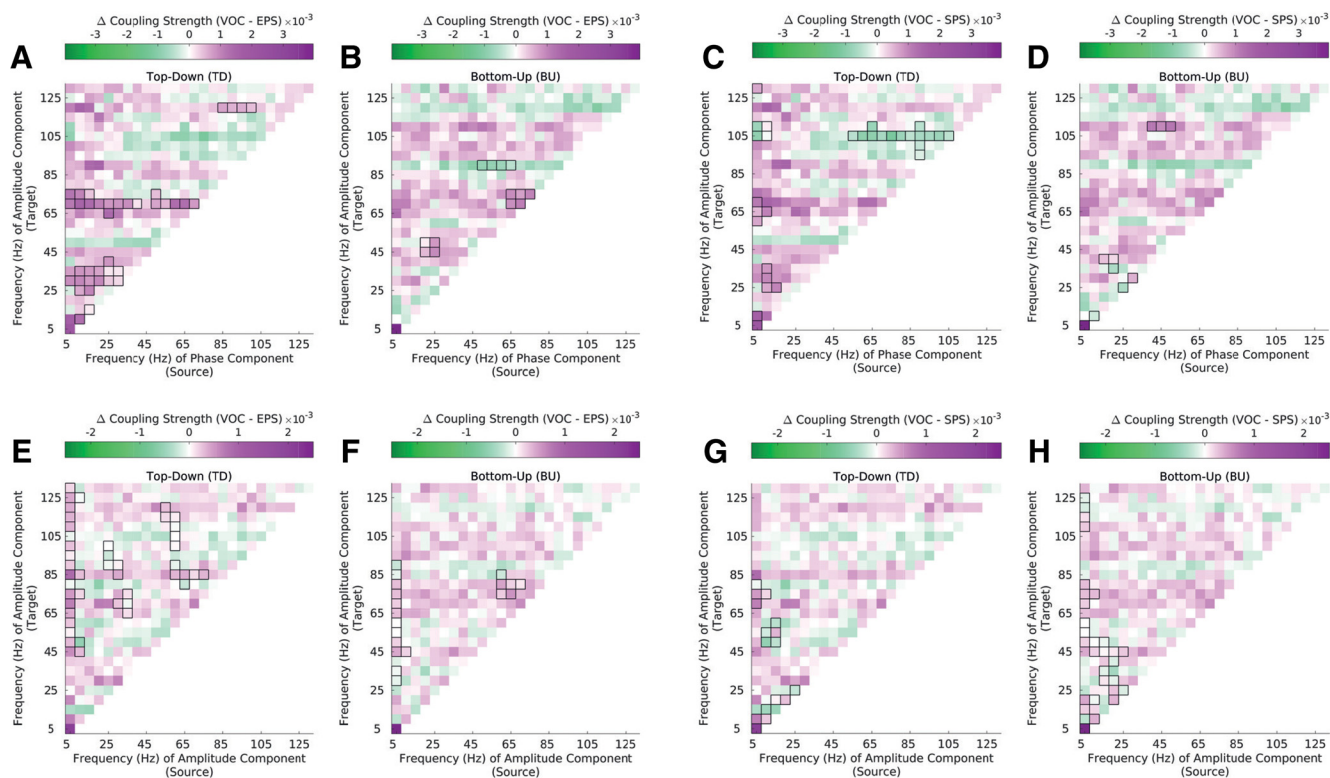 Δ Coupling Strength (VOC - EPS) ×10⁻³
-3 -2 -1 0 1 2 3
A
Top-Down (TD)
Frequency (Hz) of Amplitude Component
(Target)
125
105
85
65
45
25
5
5 25 45 65 85 105 125
Frequency (Hz) of Phase Component
(Source)
Δ Coupling Strength (VOC - EPS) ×10⁻³
-3 -2 -1 0 1 2 3
B
Bottom-Up (BU)
Frequency (Hz) of Amplitude Component
(Target)
125
105
85
65
45
25
5
5 25 45 65 85 105 125
Frequency (Hz) of Phase Component
(Source)
Δ Coupling Strength (VOC - SPS) ×10⁻³
-3 -2 -1 0 1 2 3
C
Top-Down (TD)
Frequency (Hz) of Amplitude Component
(Target)
125
105
85
65
45
25
5
5 25 45 65 85 105 125
Frequency (Hz) of Phase Component
(Source)
Δ Coupling Strength (VOC - SPS) ×10⁻³
-3 -2 -1 0 1 2 3
D
Bottom-Up (BU)
Frequency (Hz) of Amplitude Component
(Target)
125
105
85
65
45
25
5
5 25 45 65 85 105 125
Frequency (Hz) of Phase Component
(Source)
Δ Coupling Strength (VOC - EPS) ×10⁻³
-2 -1 0 1 2
E
Top-Down (TD)
Frequency (Hz) of Amplitude Component
(Target)
125
105
85
65
45
25
5
5 25 45 65 85 105 125
Frequency (Hz) of Amplitude Component
(Source)
Δ Coupling Strength (VOC - EPS) ×10⁻³
-2 -1 0 1 2
F
Bottom-Up (BU)
Frequency (Hz) of Amplitude Component
(Target)
125
105
85
65
45
25
5
5 25 45 65 85 105 125
Frequency (Hz) of Amplitude Component
(Source)
Δ Coupling Strength (VOC - SPS) ×10⁻³
-2 -1 0 1 2
G
Top-Down (TD)
Frequency (Hz) of Amplitude Component
(Target)
125
105
85
65
45
25
5
5 25 45 65 85 105 125
Frequency (Hz) of Amplitude Component
(Source)
Δ Coupling Strength (VOC - SPS) ×10⁻³
-2 -1 0 1 2
H
Bottom-Up (BU)
Frequency (Hz) of Amplitude Component
(Target)
125
105
85
65
45
25
5
5 25 45 65 85 105 125
Frequency (Hz) of Amplitude Component
(Source)